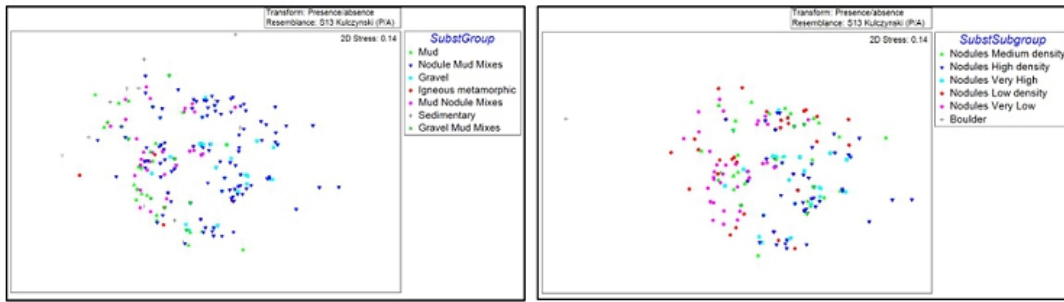 Transform: Presence/absence
Resemblance: S13 Kulczynski (P/A)
2D Stress: 0.14
SubstGroup
Mud
Nodule Mud Mixes
Gravel
Igneous metamorphic
Mud Nodule Mixes
Sedimentary
Gravel Mud Mixes
Transform: Presence/absence
Resemblance: S13 Kulczynski (P/A)
2D Stress: 0.14
SubstSubgroup
Nodules Medium density
Nodules High density
Nodules Very High
Nodules Low density
Nodules Very Low
Boulder